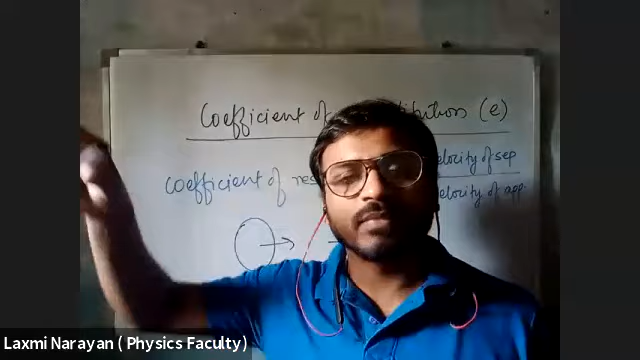 Coefficient of (e)
coefficient of velocity of sep
velocity of app
Laxmi Narayan ( Physics Faculty)